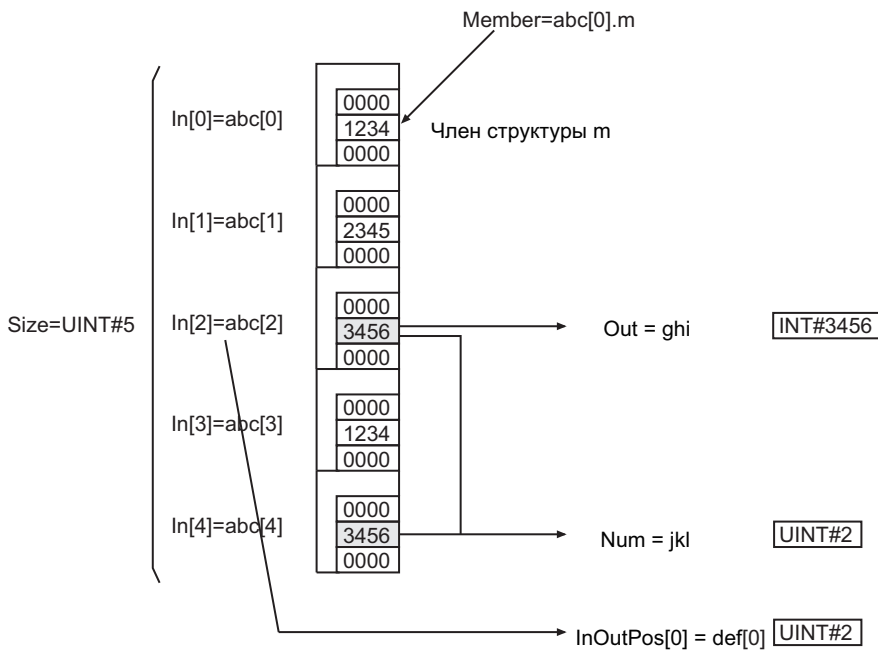 Member=abc[0].m
0000
In[0]=abc[0]
1234
Член структуры m
0000
0000
In[1]=abc[1]
2345
0000
0000
Size=UINT#5
In[2]=abc[2]
3456
Out = ghi
INT#3456
0000
0000
In[3]=abc[3]
1234
0000
0000
In[4]=abc[4]
3456
Num = jkl
UINT#2
0000
InOutPos[0] = def[0]
UINT#2